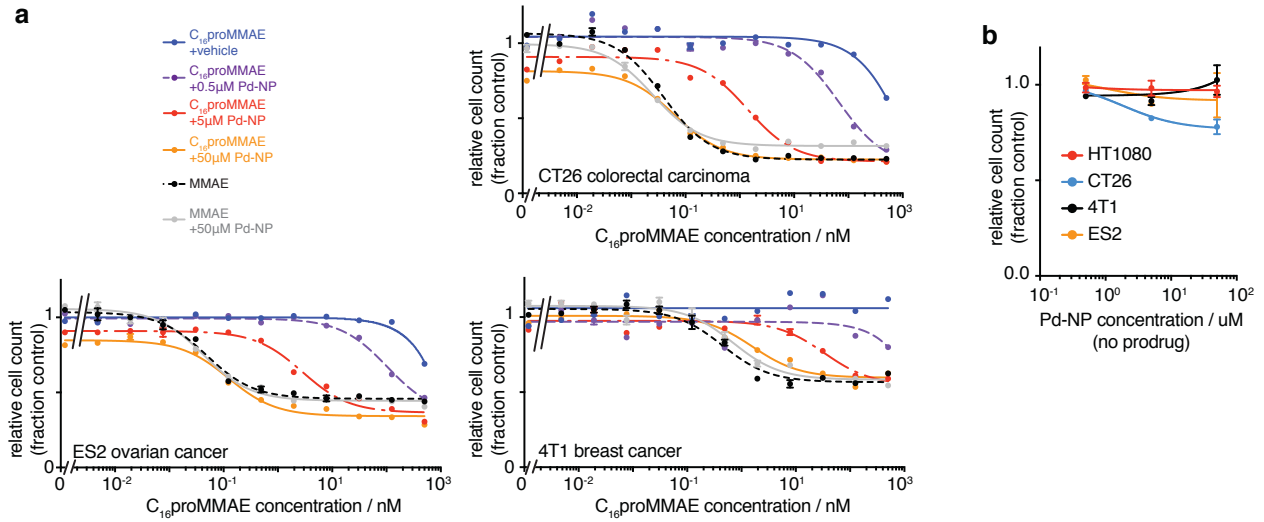 a
C₁₆proMMAE
+vehicle
C₁₆proMMAE
+0.5µM Pd-NP
C₁₆proMMAE
+5µM Pd-NP
C₁₆proMMAE
+50µM Pd-NP
MMAE
MMAE
+50µM Pd-NP
relative cell count
(fraction control)
1
0
CT26 colorectal carcinoma
0 10⁻² 10⁻¹ 10¹ 10³
C₁₆proMMAE concentration / nM
b
relative cell count
(fraction control)
1.0
0.0
HT1080
CT26
4T1
ES2
10⁻¹ 10⁰ 10¹ 10²
Pd-NP concentration / uM
(no prodrug)
relative cell count
(fraction control)
1
0
ES2 ovarian cancer
0 10⁻² 10⁻¹ 10¹ 10³
C₁₆proMMAE concentration / nM
relative cell count
(fraction control)
1
0
4T1 breast cancer
0 10⁻² 10⁻¹ 10¹ 10³
C₁₆proMMAE concentration / nM